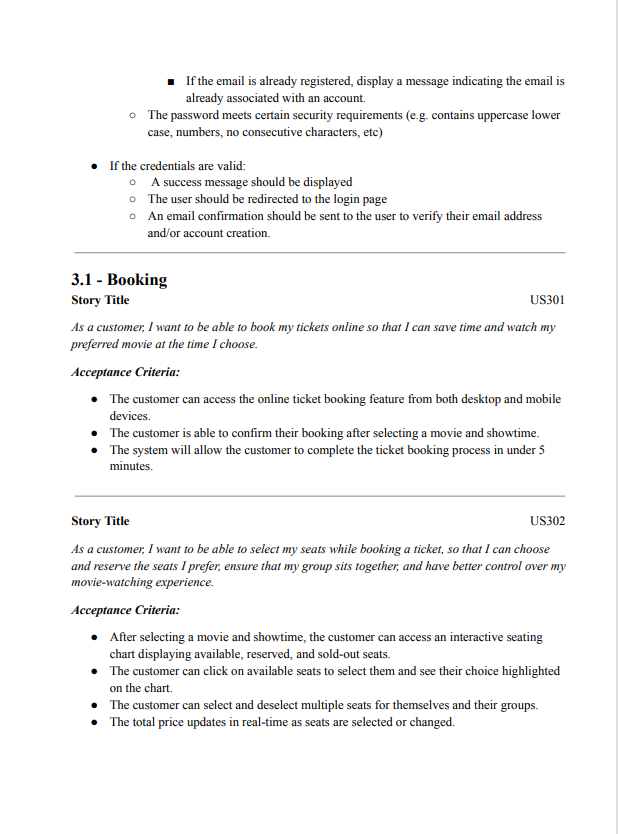 ■ If the email is already registered, display a message indicating the email is
already associated with an account.
○ The password meets certain security requirements (e.g. contains uppercase lower
case, numbers, no consecutive characters, etc)
● If the credentials are valid:
○ A success message should be displayed
○ The user should be redirected to the login page
○ An email confirmation should be sent to the user to verify their email address
and/or account creation.
3.1 - Booking
Story Title US301
As a customer, I want to be able to book my tickets online so that I can save time and watch my
preferred movie at the time I choose.
Acceptance Criteria:
● The customer can access the online ticket booking feature from both desktop and mobile
devices.
● The customer is able to confirm their booking after selecting a movie and showtime.
● The system will allow the customer to complete the ticket booking process in under 5
minutes.
Story Title US302
As a customer, I want to be able to select my seats while booking a ticket, so that I can choose
and reserve the seats I prefer, ensure that my group sits together, and have better control over my
movie-watching experience.
Acceptance Criteria:
● After selecting a movie and showtime, the customer can access an interactive seating
chart displaying available, reserved, and sold-out seats.
● The customer can click on available seats to select them and see their choice highlighted
on the chart.
● The customer can select and deselect multiple seats for themselves and their groups.
● The total price updates in real-time as seats are selected or changed.